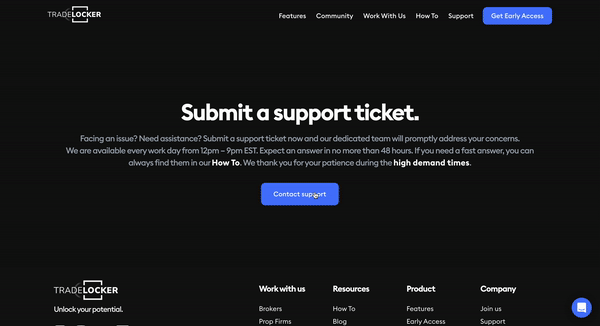 TRADELOCKER
Features
Community
Work With Us
How To
Support
Get Early Access
Submit a support ticket.
Facing an issue? Need assistance? Submit a support ticket now and our dedicated team will promptly address your concerns.
We are available every work day from 12pm – 9pm EST. Expect an answer in no more than 48 hours. If you need a fast answer, you can
always find them in our How To. We thank you for your patience during the high demand times.
Contact support
TRADELOCKER
Unlock your potential.
Work with us
Brokers
Prop Firms
Resources
How To
Blog
Product
Features
Early Access
Company
Join us
Support